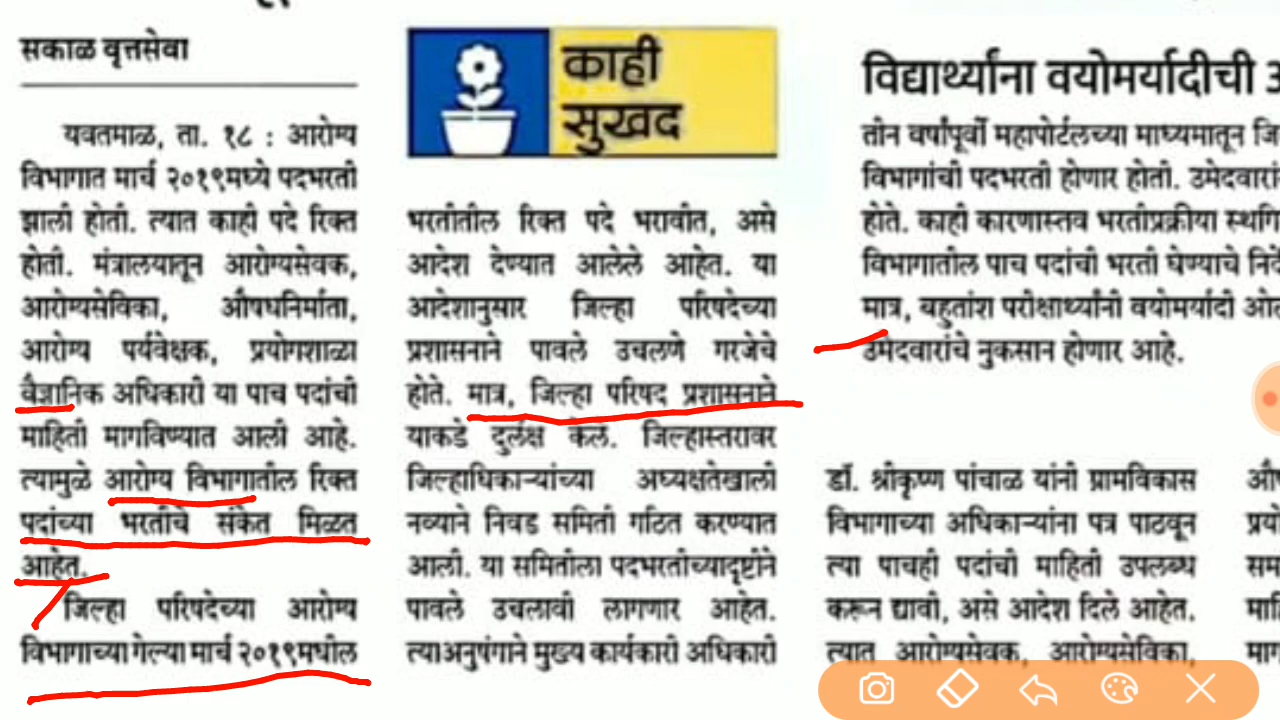 सकाळ वृत्तसेवा
यवतमाळ, ता. १८ : आरोग्य
विभागात मार्च २०१९मध्ये पदभरती
झाली होती. त्यात काही पदे रिक्त
होती. मंत्रालयातून आरोग्यसेवक,
आरोग्यसेविका, औषधनिर्माता,
आरोग्य पर्यवेक्षक, प्रयोगशाळा
वैज्ञानिक अधिकारी या पाच पदांची
माहिती मागविण्यात आली आहे.
त्यामुळे आरोग्य विभागातील रिक्त
पदांच्या भरतीचे संकेत मिळत
आहेत.
जिल्हा परिषदेच्या आरोग्य
विभागाच्या गेल्या मार्च २०१९मधील
काही
सुखद
भरतीतील रिक्त पदे भरावीत, असे
आदेश देण्यात आलेले आहेत. या
आदेशानुसार जिल्हा परिषदेच्या
प्रशासनाने पावले उचलणे गरजेचे
होते. मात्र, जिल्हा परिषद प्रशासनाने
याकडे दुर्लक्ष केले. जिल्हास्तरावर
जिल्हाधिकाऱ्यांच्या अध्यक्षतेखाली
नव्याने निवड समिती गठित करण्यात
आली. या समितीला पदभरतीच्यादृष्टीने
पावले उचलावी लागणार आहेत.
त्याअनुषंगाने मुख्य कार्यकारी अधिकारी
विद्यार्थ्यांना वयोमर्यादीची
तीन वर्षांपूर्वी महापोर्टलच्या माध्यमातून जि
विभागांची पदभरती होणार होती. उमेदवारां
होते. काही कारणास्तव भरतीप्रक्रीया स्थगि
विभागातील पाच पदांची भरती घेण्याचे निर्दे
मात्र, बहुतांश परीक्षार्थ्यांनी वयोमर्यादी ओल
उमेदवारांचे नुकसान होणार आहे.
डॉ. श्रीकृष्ण पांचाळ यांनी ग्रामविकास
विभागाच्या अधिकाऱ्यांना पत्र पाठवून
त्या पाचही पदांची माहिती उपलब्ध
करून द्यावी, असे आदेश दिले आहेत.
त्यात आरोग्यसेवक, आरोग्यसेविका,
औष
प्रयो
सम
माहि
माग